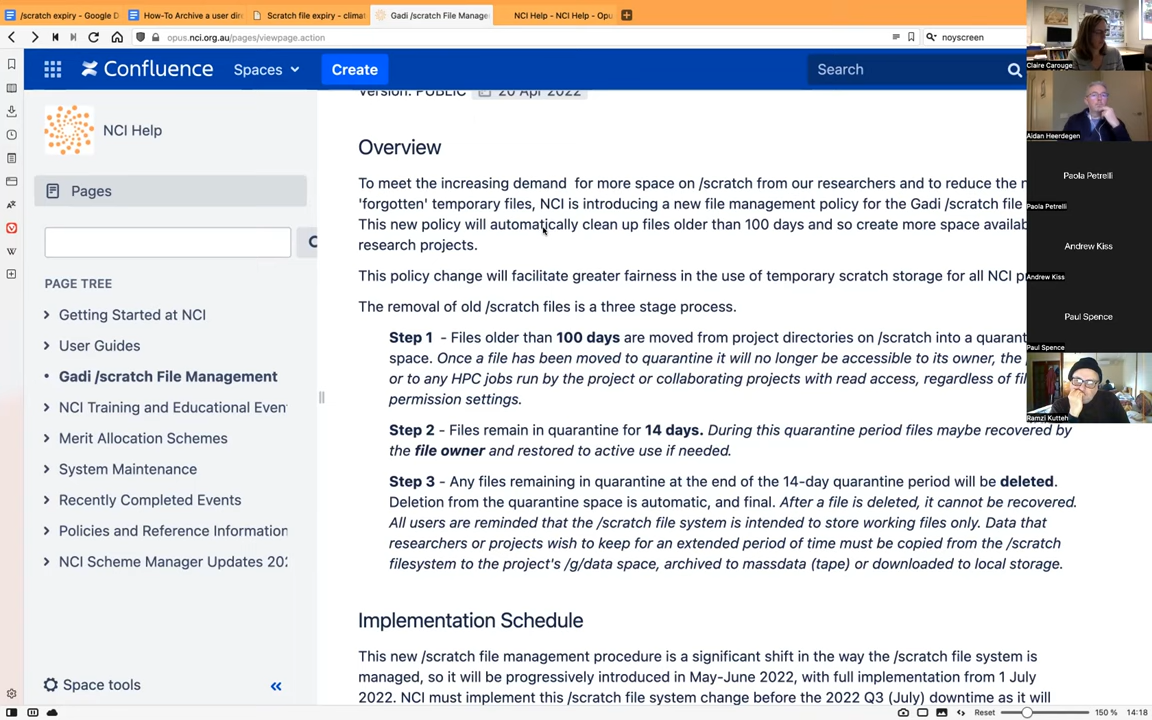 /scratch expiry - Google D
How-To Archive a user dir
Scratch file expiry - climat
Gadi /scratch File Manage
NCI Help - NCI Help - Opu
opus.nci.org.au/pages/viewpage.action
noyscreen
Confluence
Spaces
Create
Search
NCI Help
Pages
PAGE TREE
Getting Started at NCI
User Guides
Gadi /scratch File Management
NCI Training and Educational Even
Merit Allocation Schemes
System Maintenance
Recently Completed Events
Policies and Reference Information
NCI Scheme Manager Updates 202
Space tools
Version: PUBLIC 20 Apr 2022
Overview
To meet the increasing demand for more space on /scratch from our researchers and to reduce the
'forgotten' temporary files, NCI is introducing a new file management policy for the Gadi /scratch file
This new policy will automatically clean up files older than 100 days and so create more space availab
research projects.
This policy change will facilitate greater fairness in the use of temporary scratch storage for all NCI p
The removal of old /scratch files is a three stage process.
Step 1 - Files older than 100 days are moved from project directories on /scratch into a quarant
space. Once a file has been moved to quarantine it will no longer be accessible to its owner, the
or to any HPC jobs run by the project or collaborating projects with read access, regardless of fil
permission settings.
Step 2 - Files remain in quarantine for 14 days. During this quarantine period files maybe recovered by
the file owner and restored to active use if needed.
Step 3 - Any files remaining in quarantine at the end of the 14-day quarantine period will be deleted.
Deletion from the quarantine space is automatic, and final. After a file is deleted, it cannot be recovered.
All users are reminded that the /scratch file system is intended to store working files only. Data that
researchers or projects wish to keep for an extended period of time must be copied from the /scratch
filesystem to the project's /g/data space, archived to massdata (tape) or downloaded to local storage.
Implementation Schedule
This new /scratch file management procedure is a significant shift in the way the /scratch file system is
managed, so it will be progressively introduced in May-June 2022, with full implementation from 1 July
2022. NCI must implement this /scratch file system change before the 2022 Q3 (July) downtime as it will
Claire Carouge
Aidan Heerdegen
Paola Petrelli
Paola Petrelli
Andrew Kiss
Andrew Kiss
Paul Spence
Paul Spence
Ramzi Kutteh
Reset
150 %
14:18